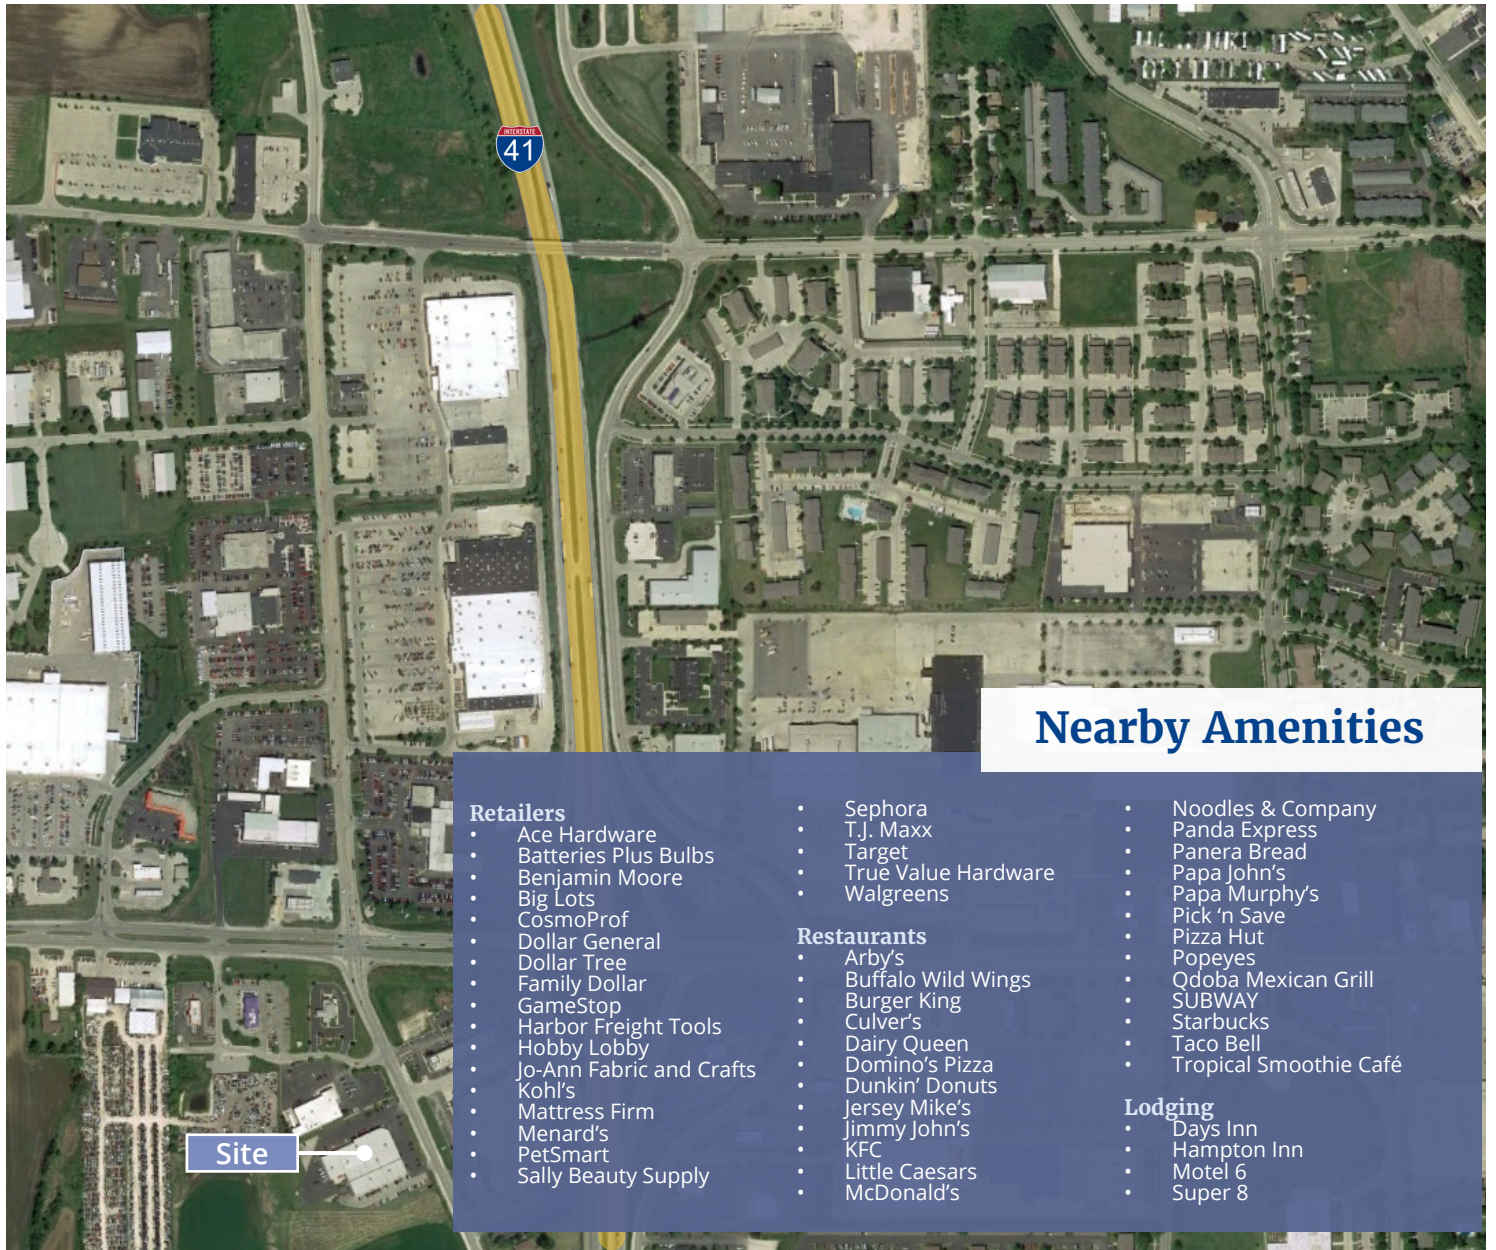 INTERSTATE
41
Nearby Amenities
Retailers
• Ace Hardware
• Batteries Plus Bulbs
• Benjamin Moore
• Big Lots
• CosmoProf
• Dollar General
• Dollar Tree
• Family Dollar
• GameStop
• Harbor Freight Tools
• Hobby Lobby
• Jo-Ann Fabric and Crafts
• Kohl's
• Mattress Firm
• Menard's
• PetSmart
• Sally Beauty Supply
• Sephora
• T.J. Maxx
• Target
• True Value Hardware
• Walgreens
Restaurants
• Arby's
• Buffalo Wild Wings
• Burger King
• Culver's
• Dairy Queen
• Domino's Pizza
• Dunkin' Donuts
• Jersey Mike's
• Jimmy John's
• KFC
• Little Caesars
• McDonald's
• Noodles & Company
• Panda Express
• Panera Bread
• Papa John's
• Papa Murphy's
• Pick 'n Save
• Pizza Hut
• Popeyes
• Qdoba Mexican Grill
• SUBWAY
• Starbucks
• Taco Bell
• Tropical Smoothie Café
Lodging
• Days Inn
• Hampton Inn
• Motel 6
• Super 8
Site